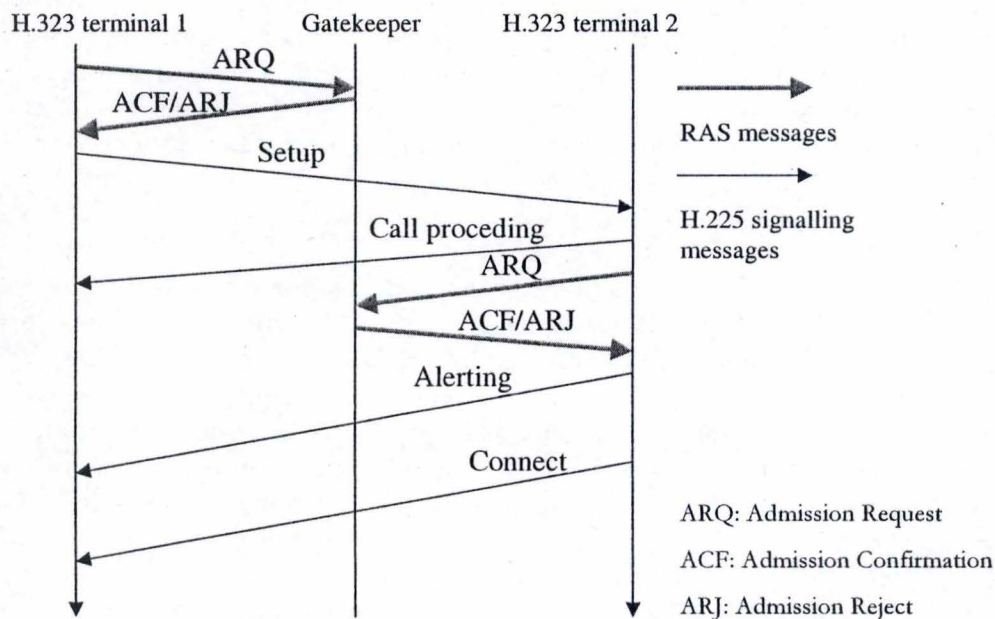 H.323 terminal 1 Gatekeeper H.323 terminal 2
ARQ
ACF/ARJ
Setup
Call proceding
ARQ
ACF/ARJ
Alerting
Connect
RAS messages
H.225 signalling
messages
ARQ: Admission Request
ACF: Admission Confirmation
ARJ: Admission Reject